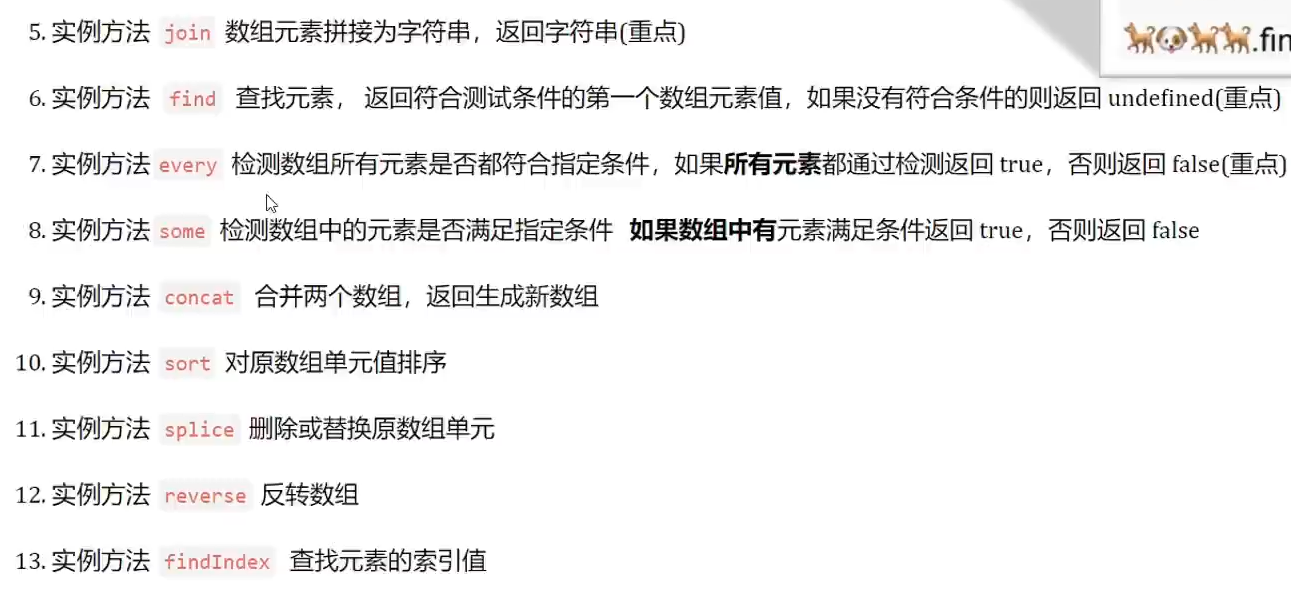 5. 实例方法 join 数组元素拼接为字符串，返回字符串(重点)
🐕🐶🐕🐕.fin
6. 实例方法 find 查找元素， 返回符合测试条件的第一个数组元素值，如果没有符合条件的则返回 undefined(重点)
7. 实例方法 every 检测数组所有元素是否都符合指定条件，如果所有元素都通过检测返回 true，否则返回 false(重点)
8. 实例方法 some 检测数组中的元素是否满足指定条件 如果数组中有元素满足条件返回 true，否则返回 false
9. 实例方法 concat 合并两个数组，返回生成新数组
10. 实例方法 sort 对原数组单元值排序
11. 实例方法 splice 删除或替换原数组单元
12. 实例方法 reverse 反转数组
13. 实例方法 findIndex 查找元素的索引值